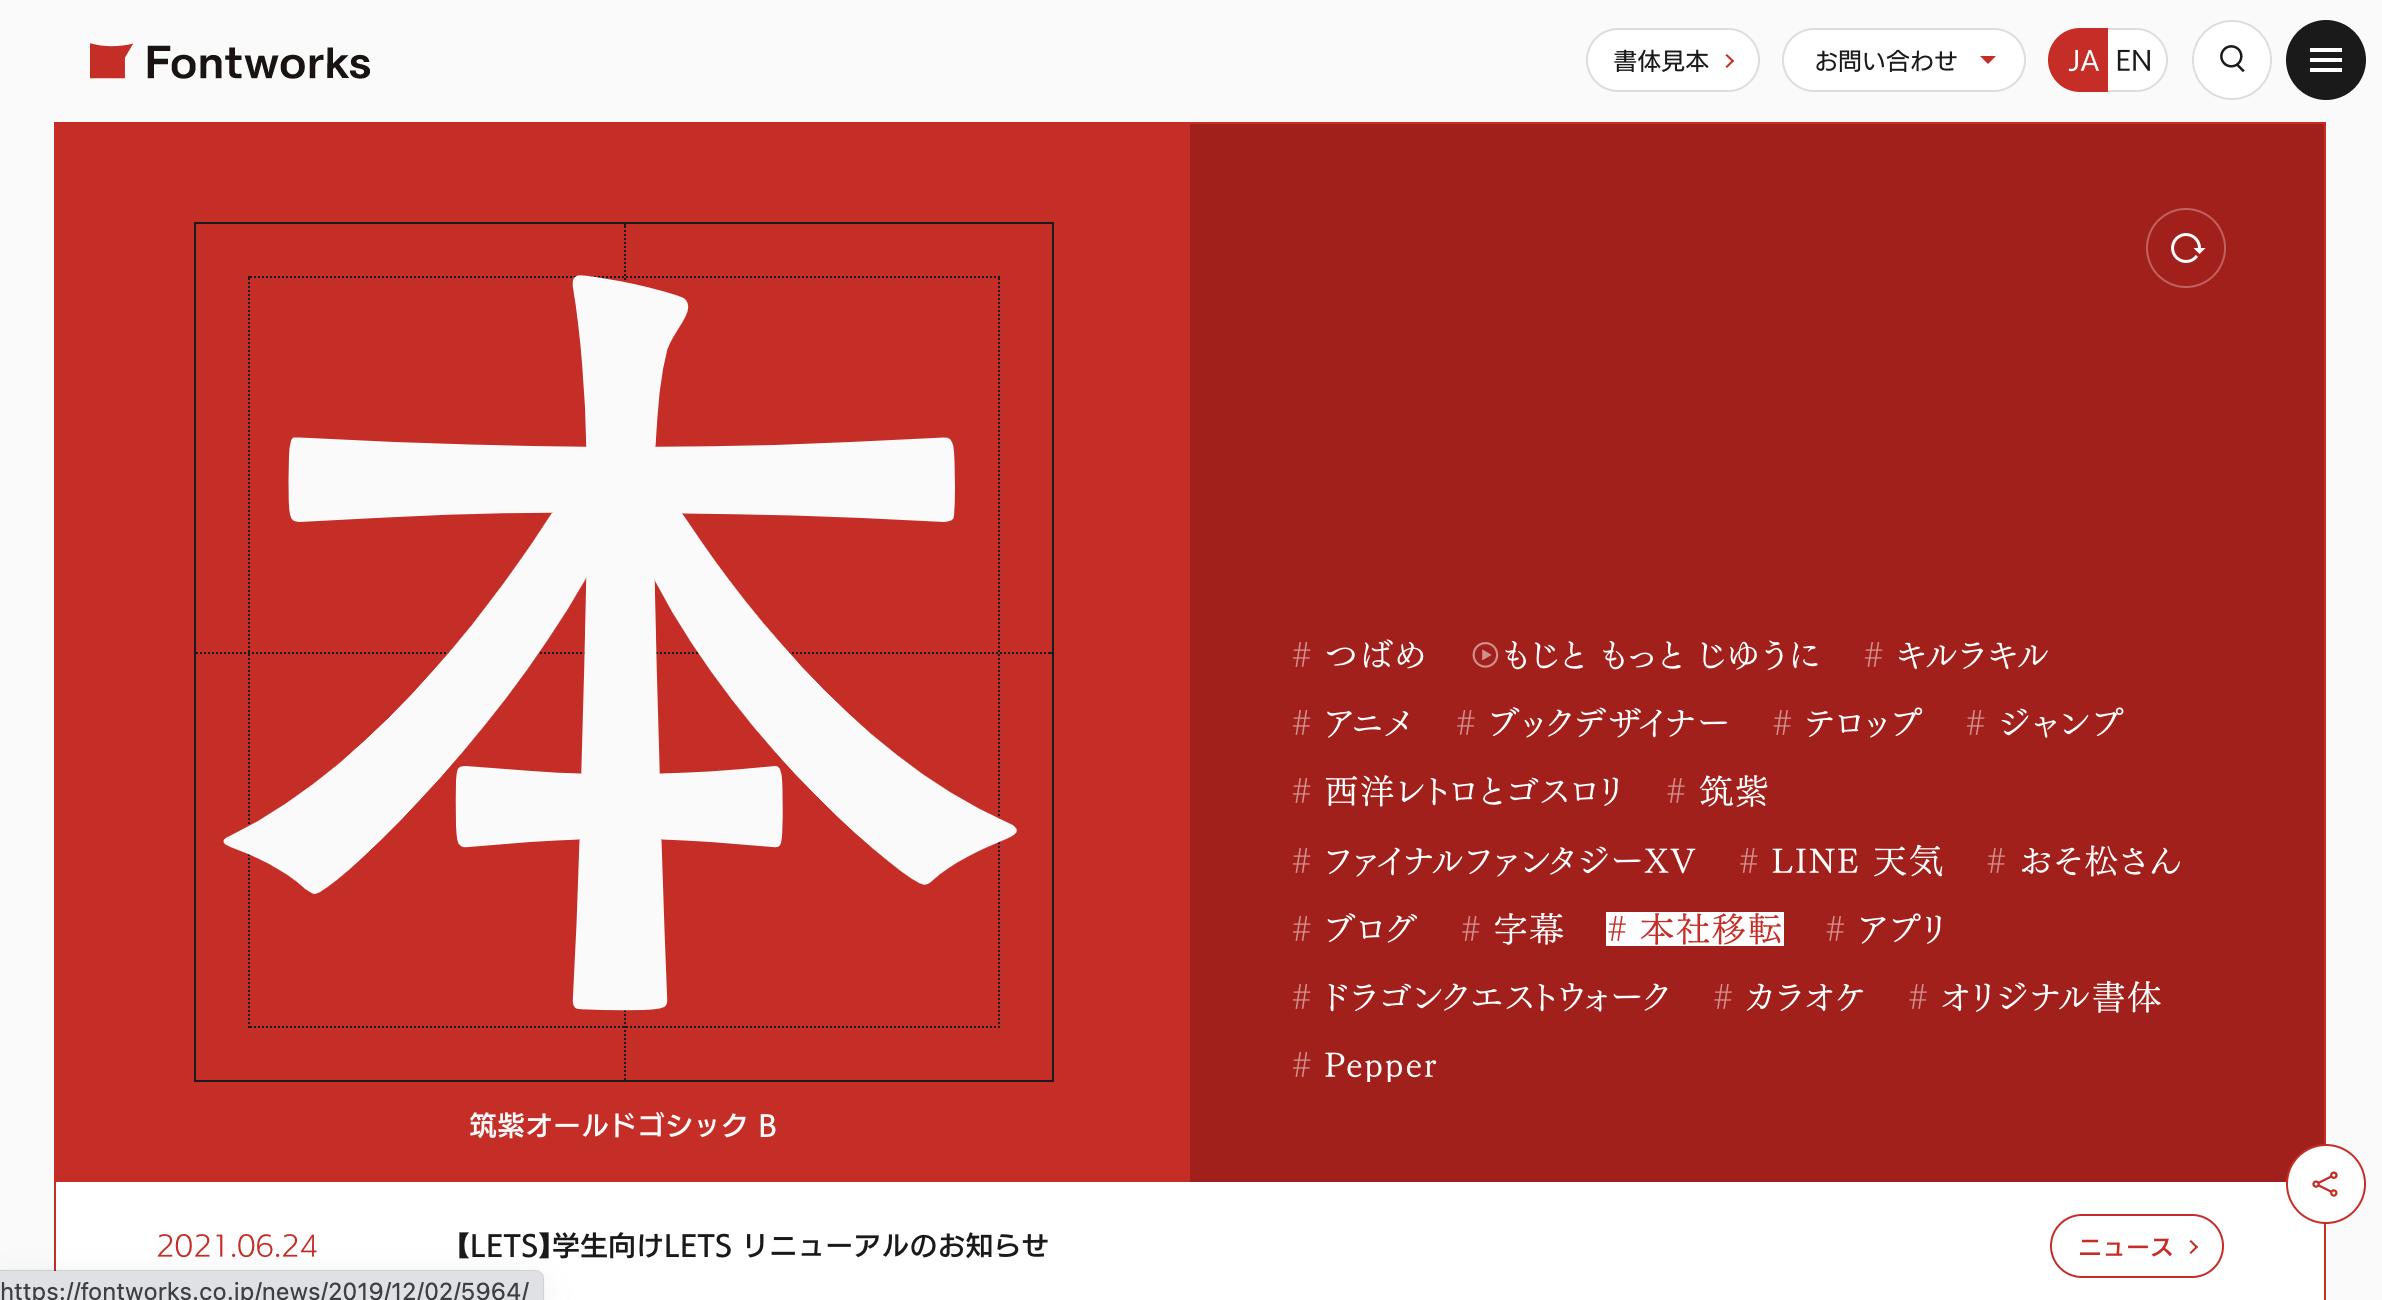 Fontworks
書体見本 お問い合わせ JA EN
本
筑紫オールドゴシック B
# つばめ もじと もっと じゆうに # キルラキル
# アニメ # ブックデザイナー # テロップ # ジャンプ
# 西洋レトロとゴスロリ # 筑紫
# ファイナルファンタジーXV # LINE 天気 # おそ松さん
# ブログ # 字幕 # 本社移転 # アプリ
# ドラゴンクエストウォーク # カラオケ # オリジナル書体
# Pepper
2021.06.24 【LETS】学生向けLETS リニューアルのお知らせ ニュース
https://fontworks.co.jp/news/2019/12/02/5964/